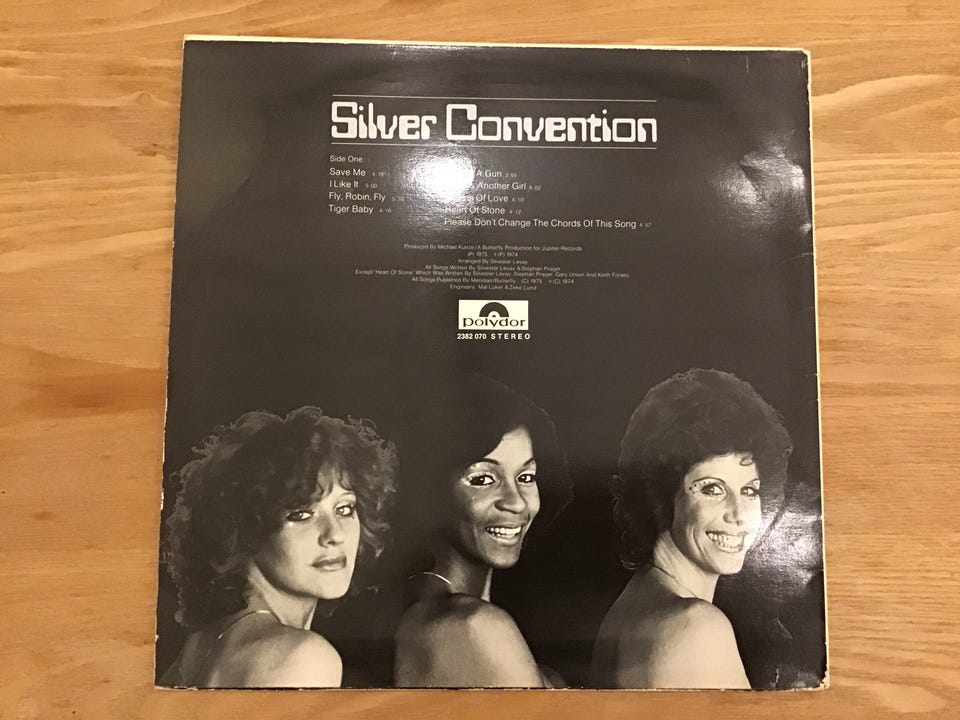 Silver Convention
Side One:
Save Me 4:18
I Like It 5:00
Fly, Robin, Fly
Tiger Baby 4:16
A Gun 3:55
Another Girl 4:02
Of Love 4:10
Heart Of Stone 4:12
Please Don't Change The Chords Of This Song 4:57
Produced By Michael Kunze/A Butterfly Production for Jupiter-Records
(P) 1975 + (P) 1974
Arranged By Silvester Levay
All Songs Written By Silvester Levay & Stephan Prager
Except 'Heart Of Stone' Which Was Written By Silvester Levay, Stephan Prager, Gary Unwin And Keith Forsey
All Songs Published By Meridian/Butterfly (C) 1975 + (C) 1974
Engineers: Mal Luker & Zeke Lund
polydor
2382 070 STEREO